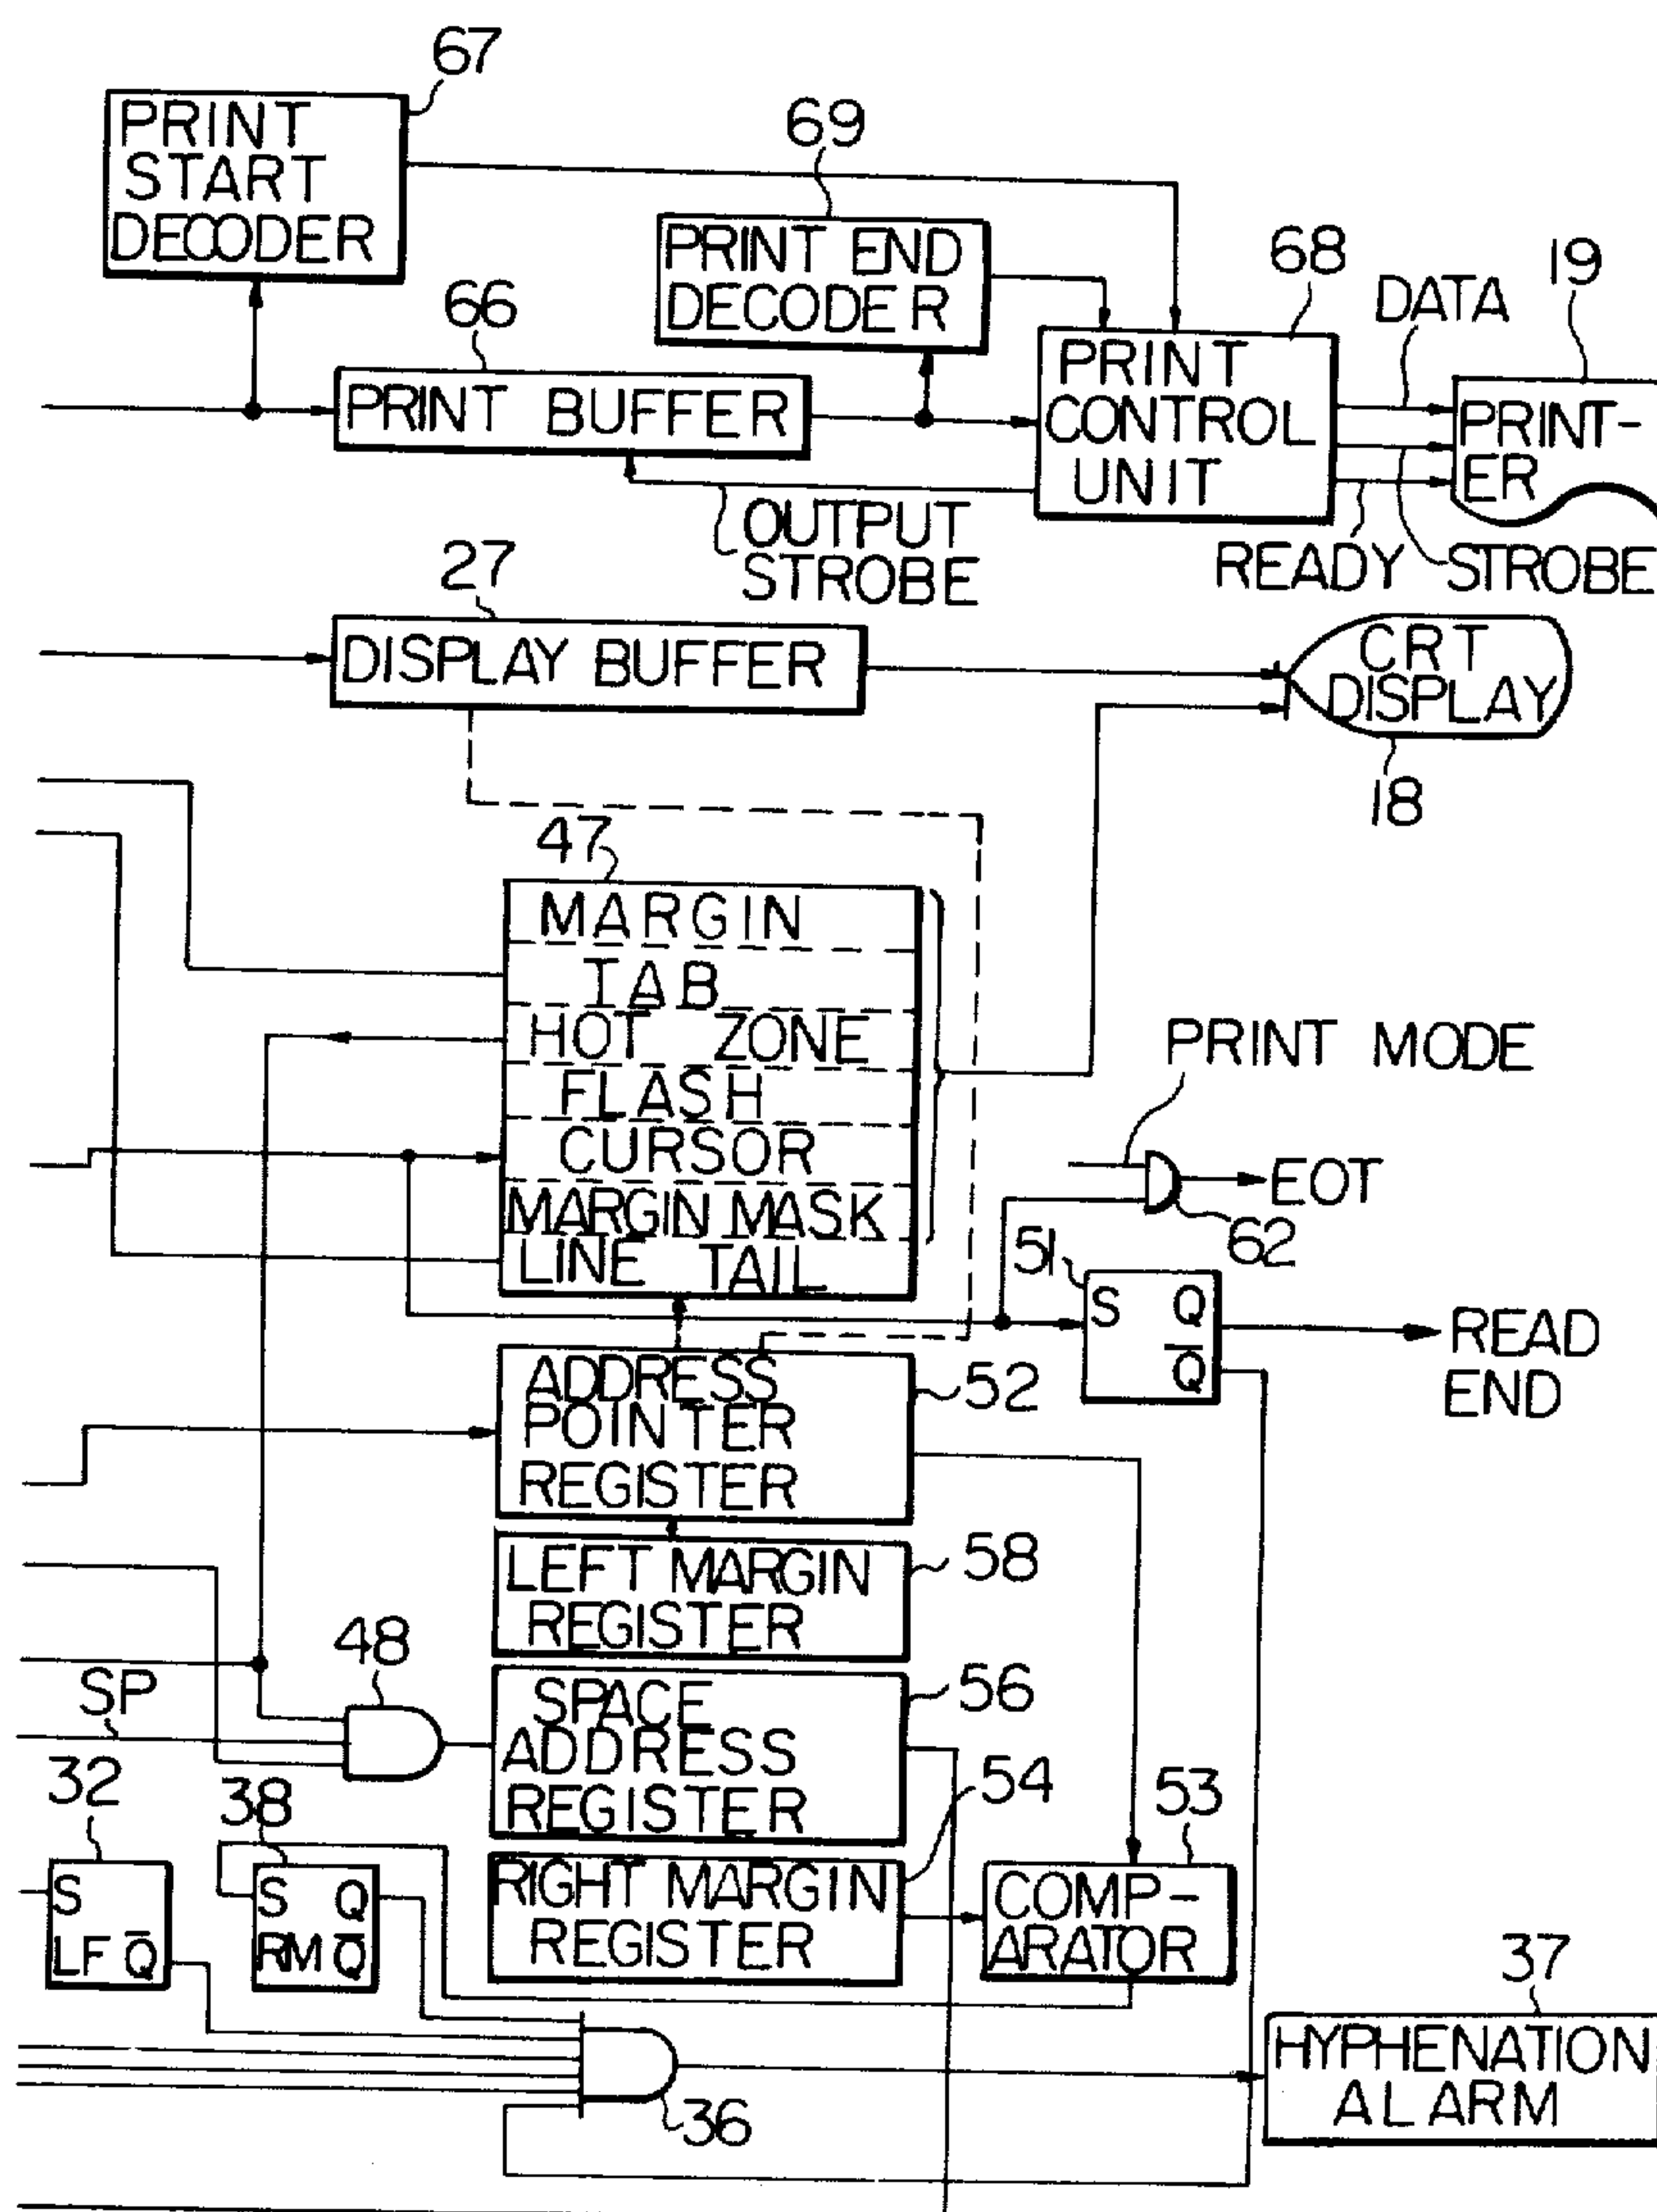 67
PRINT
START
DECODER
69
PRINT END
DECODER
68
DATA
19
66
PRINT BUFFER
PRINT
CONTROL
UNIT
PRINT-
ER
OUTPUT
STROBE
READY
STROBE
27
DISPLAY BUFFER
CRT
DISPLAY
18
47
MARGIN
TAB
HOT ZONE
FLASH
CURSOR
MARGIN MASK
LINE TAIL
PRINT MODE
EOT
62
51
S Q
Q̅
READ
END
ADDRESS
POINTER
REGISTER
52
LEFT MARGIN
REGISTER
58
48
SP
SPACE
ADDRESS
REGISTER
56
32
S
LF Q̅
38
S Q
RM Q̅
54
RIGHT MARGIN
REGISTER
53
COMP-
ARATOR
36
37
HYPHENATION
ALARM